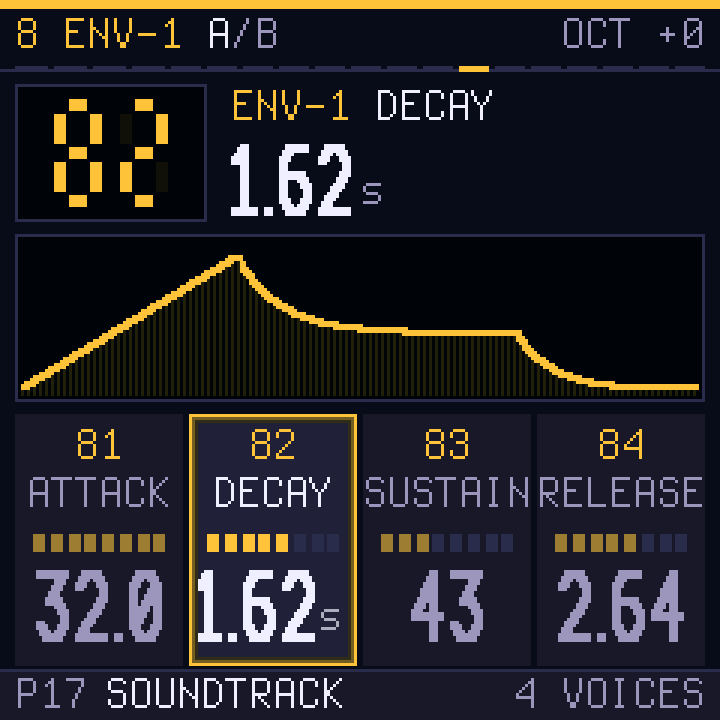 8 ENV-1 A/B OCT +0
82
ENV-1 DECAY
1.62s
81 82 83 84
ATTACK DECAY SUSTAIN RELEASE
32.0 1.62s 43 2.64
P17 SOUNDTRACK 4 VOICES